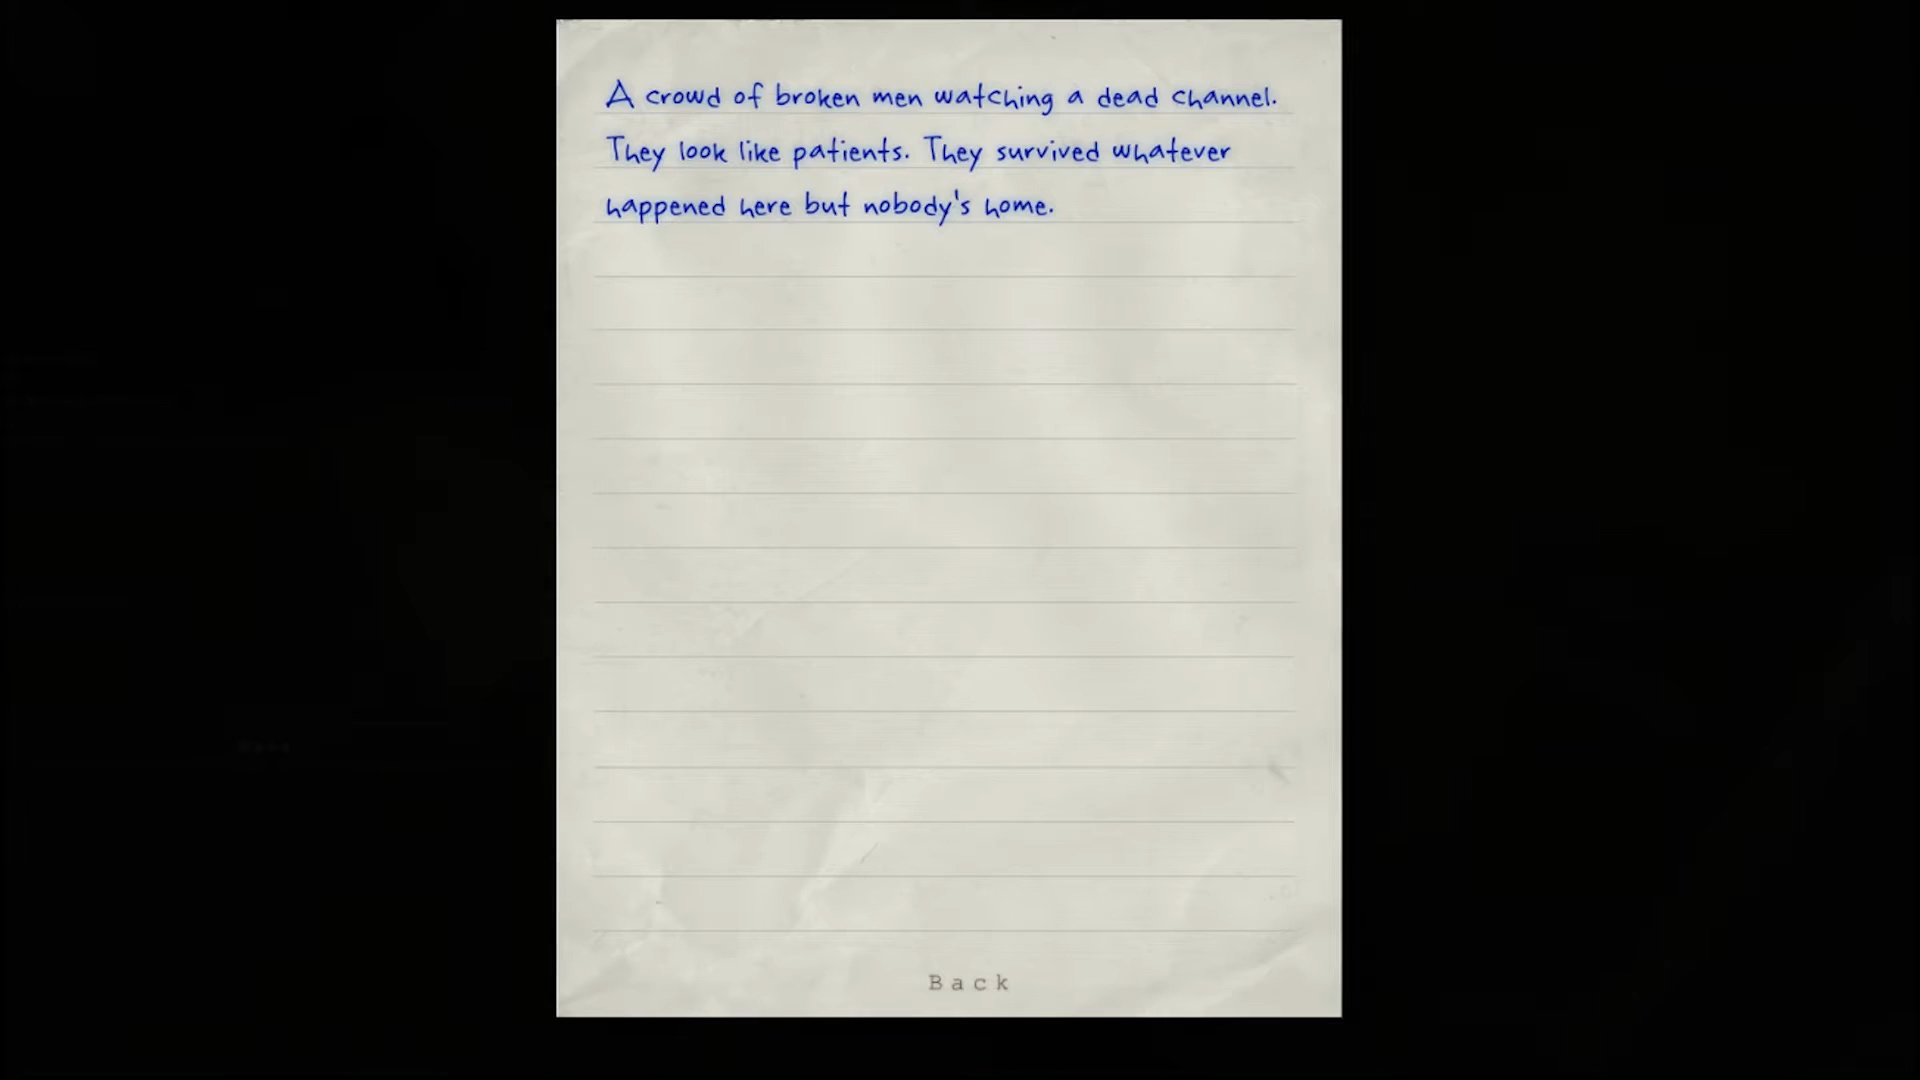 A crowd of broken men watching a dead channel.
They look like patients. They survived whatever
happened here but nobody's home.
Back